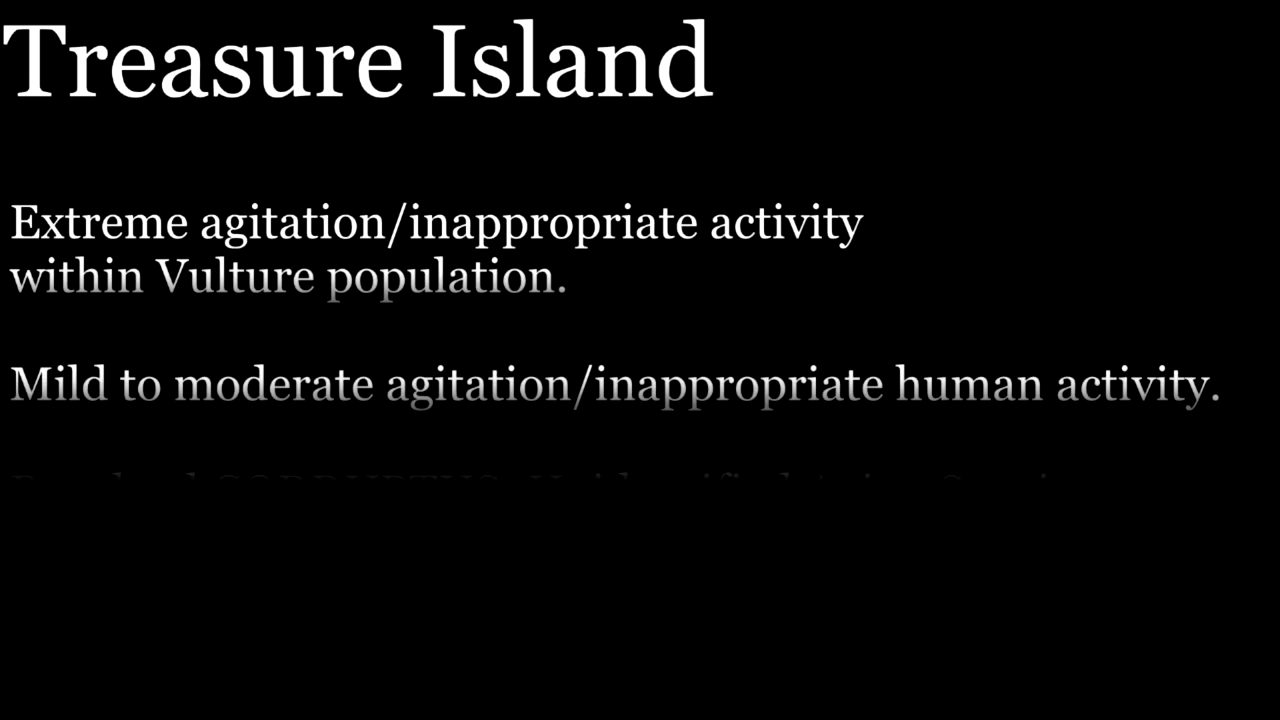 Treasure Island
Extreme agitation/inappropriate activity
within Vulture population.
Mild to moderate agitation/inappropriate human activity.